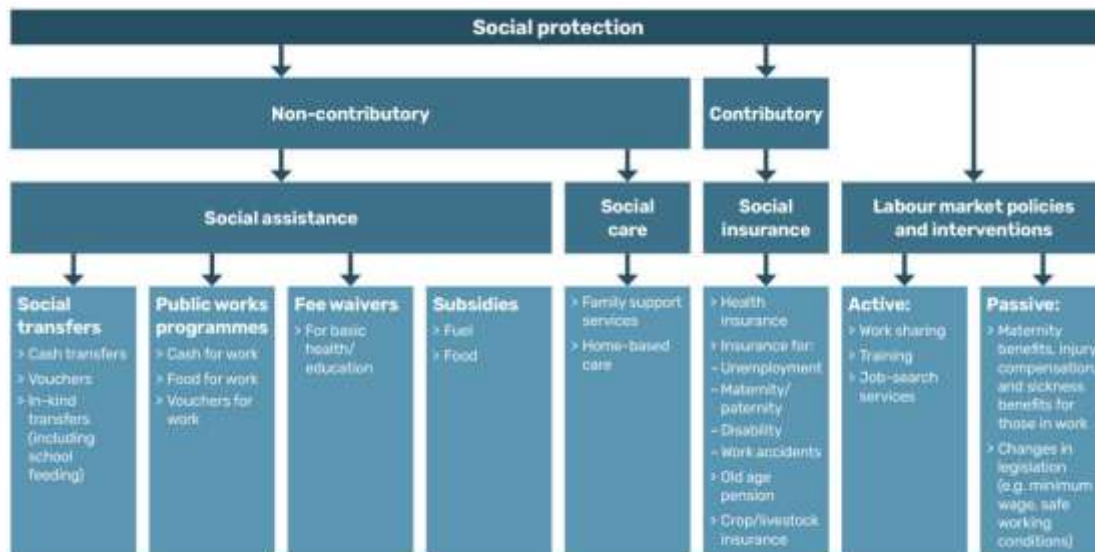 Social protection
Non-contributory
Contributory
Social assistance
Social
care
Social
insurance
Labour market policies
and interventions
Social
transfers
> Cash transfers
> Vouchers
> In-kind
transfers
(including
school
feeding)
Public works
programmes
> Cash for work
> Food for work
> Vouchers for
work
Fee waivers
> For basic
health/
education
Subsidies
> Fuel
> Food
> Family support
services
> Home-based
care
> Health
insurance
> Insurance for:
– Unemployment
– Maternity/
paternity
– Disability
– Work accidents
> Old age
pension
> Crop/livestock
insurance
Active:
> Work sharing
> Training
> Job-search
services
Passive:
> Maternity
benefits, injury
compensation,
and sickness
benefits for
those in work
> Changes in
legislation
(e.g. minimum
wage, safe
working
conditions)